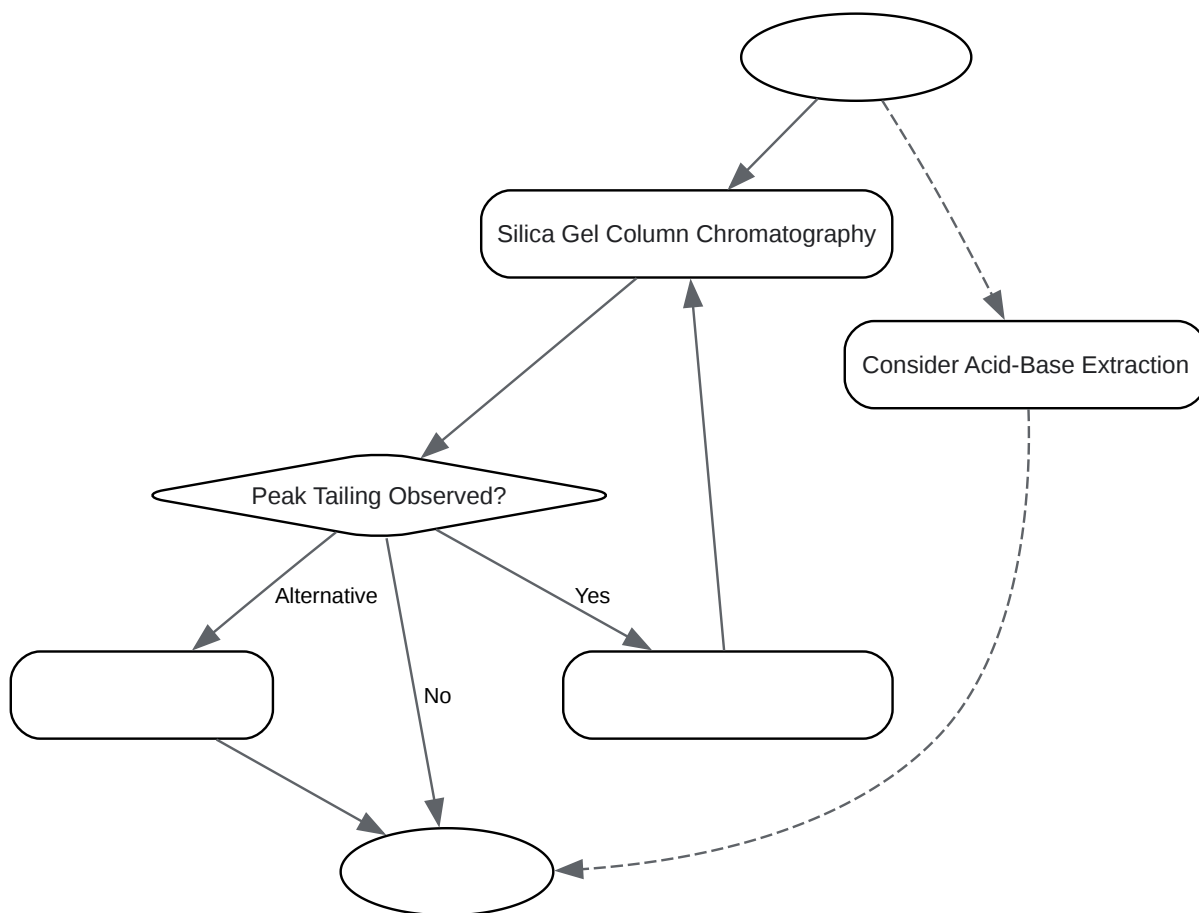 Silica Gel Column Chromatography
Consider Acid-Base Extraction
Peak Tailing Observed?
Alternative
Yes
No